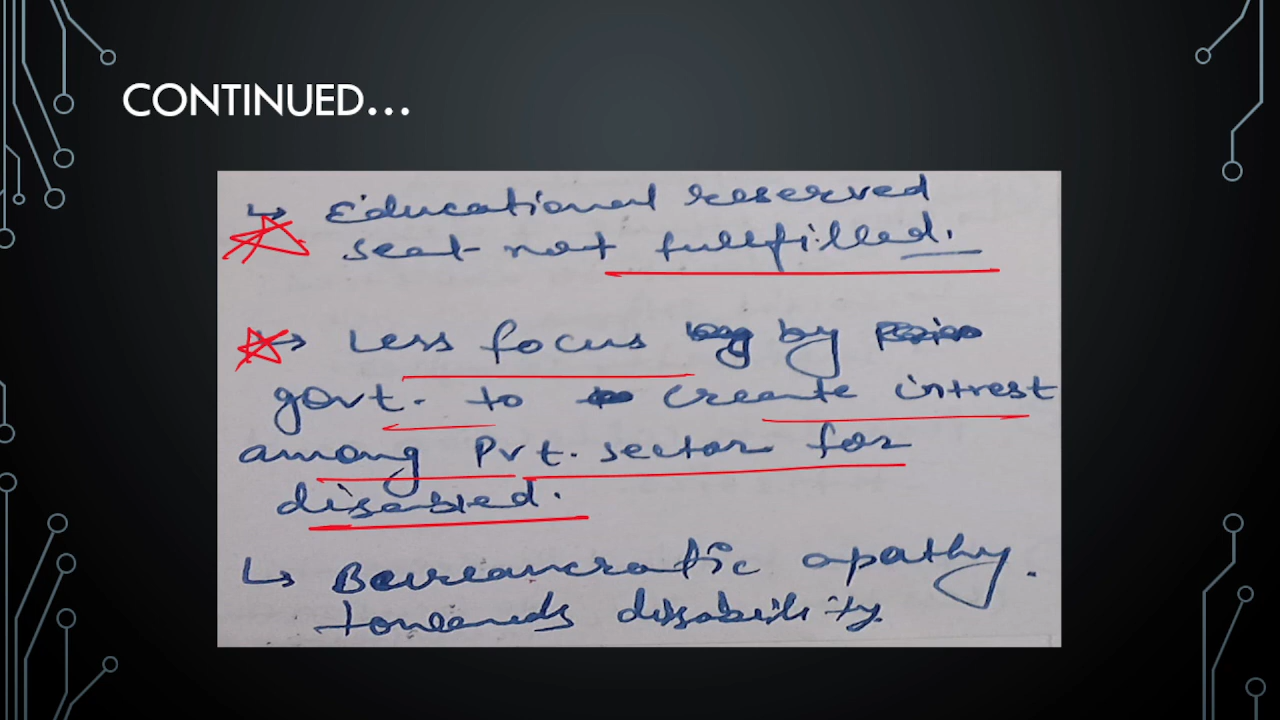 CONTINUED...
↳ Educational reserved
seat not fullfilled.
↳ Less focus by
govt. to create intrest
among Pvt. sector for
disabled.
↳ Beureaucratic apathy.
towards dissability.